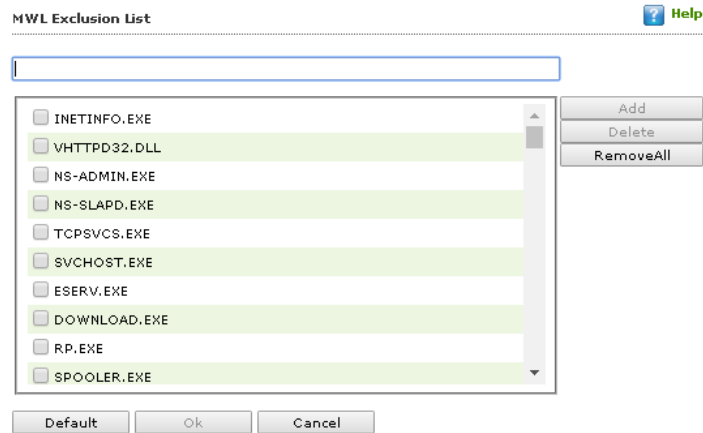 MWL Exclusion List
Help
INETINFO.EXE
VHTTPD32.DLL
NS-ADMIN.EXE
NS-SLAPD.EXE
TCPSVCS.EXE
SVCHOST.EXE
ESERV.EXE
DOWNLOAD.EXE
RP.EXE
SPOOLER.EXE
Add
Delete
RemoveAll
Default
Ok
Cancel